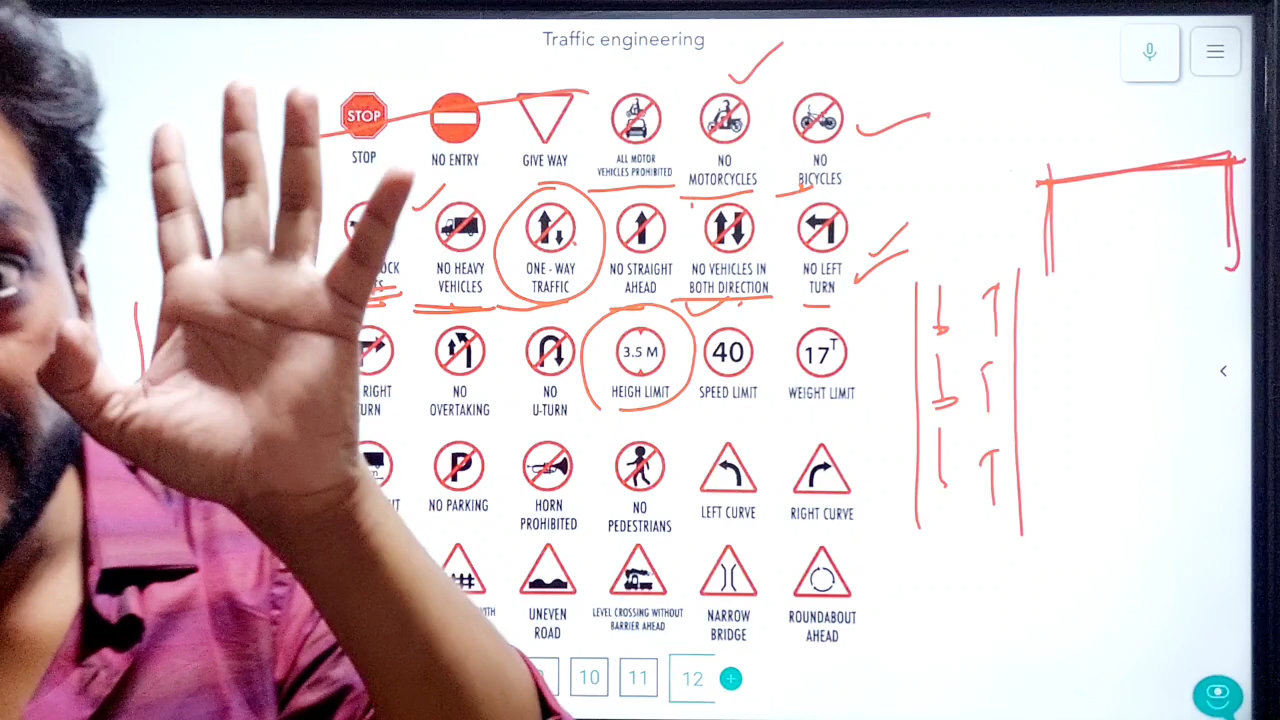 Traffic engineering
STOP
STOP
NO ENTRY
GIVE WAY
ALL MOTOR
VEHICLES PROHIBITED
NO
MOTORCYCLES
NO
BICYCLES
NO HEAVY
VEHICLES
ONE - WAY
TRAFFIC
NO STRAIGHT
AHEAD
NO VEHICLES IN
BOTH DIRECTION
NO LEFT
TURN
3.5 M
40
17T
RIGHT
NO
OVERTAKING
NO
U-TURN
HEIGH LIMIT
SPEED LIMIT
WEIGHT LIMIT
P
NO PARKING
HORN
PROHIBITED
NO
PEDESTRIANS
LEFT CURVE
RIGHT CURVE
UNEVEN
ROAD
LEVEL CROSSING WITHOUT
BARRIER AHEAD
NARROW
BRIDGE
ROUNDABOUT
AHEAD
10
11
12
+